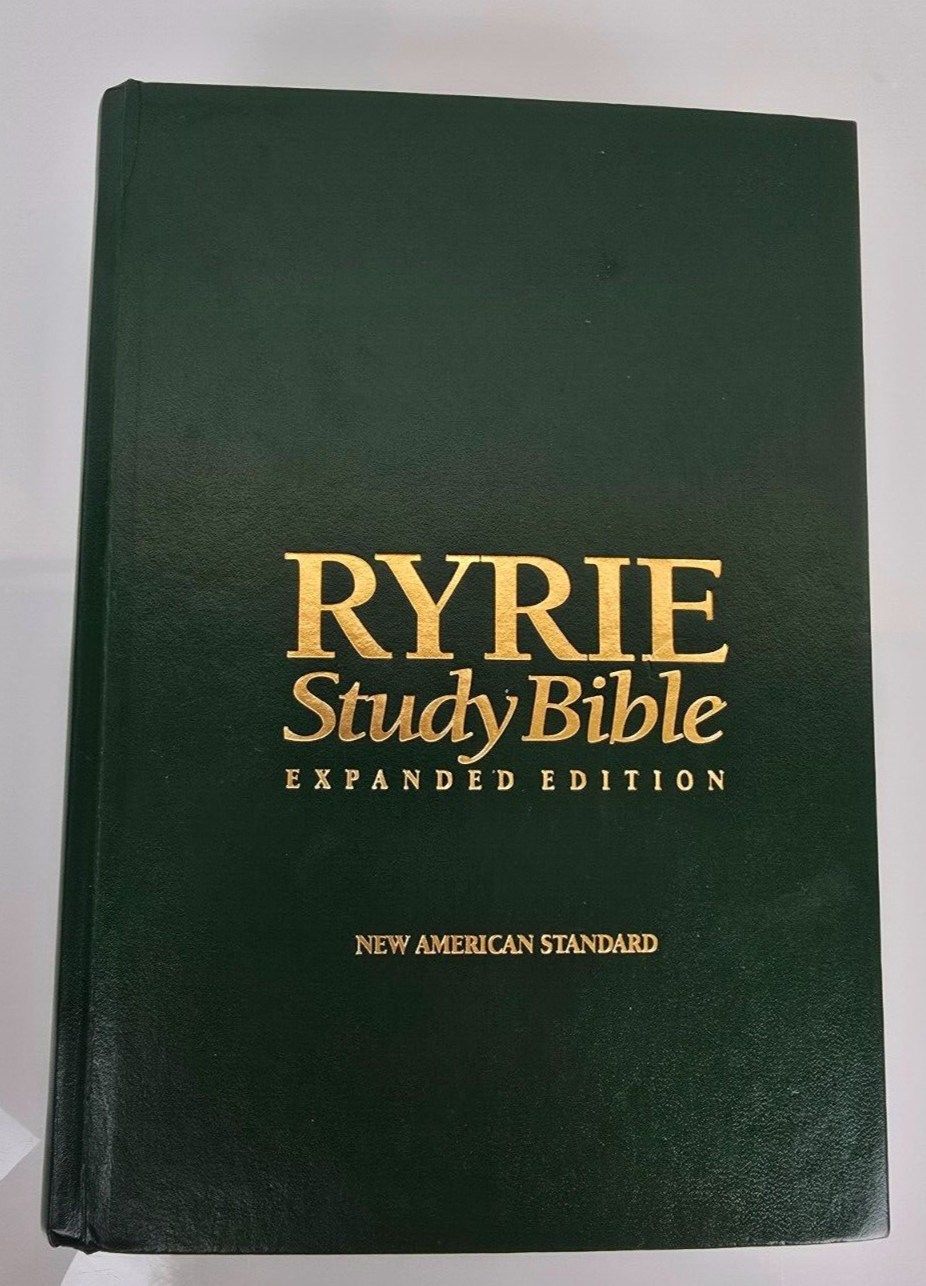 RYRIE
Study Bible
EXPANDED EDITION
NEW AMERICAN STANDARD